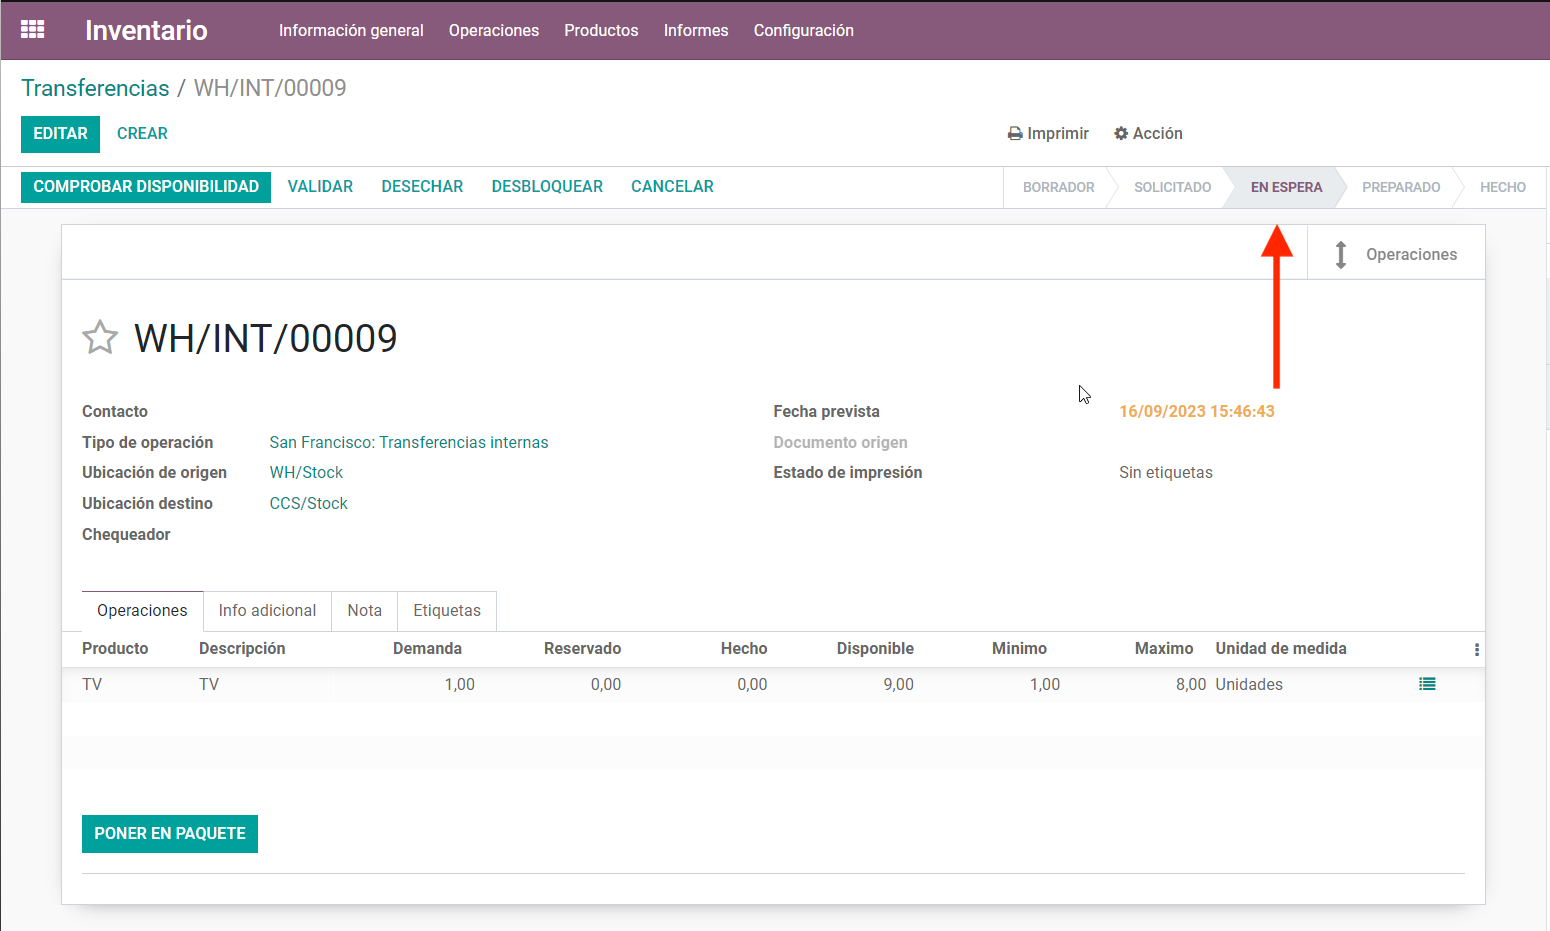 Inventario Información general Operaciones Productos Informes Configuración
Transferencias / WH/INT/00009
EDITAR CREAR Imprimir Acción
COMPROBAR DISPONIBILIDAD VALIDAR DESECHAR DESBLOQUEAR CANCELAR BORRADOR SOLICITADO EN ESPERA PREPARADO HECHO
Operaciones
WH/INT/00009
Contacto Fecha prevista 16/09/2023 15:46:43
Tipo de operación San Francisco: Transferencias internas Documento origen
Ubicación de origen WH/Stock Estado de impresión Sin etiquetas
Ubicación destino CCS/Stock
Chequeador
Operaciones Info adicional Nota Etiquetas
Producto Descripción Demanda Reservado Hecho Disponible Minimo Maximo Unidad de medida
TV TV 1,00 0,00 0,00 9,00 1,00 8,00 Unidades
PONER EN PAQUETE